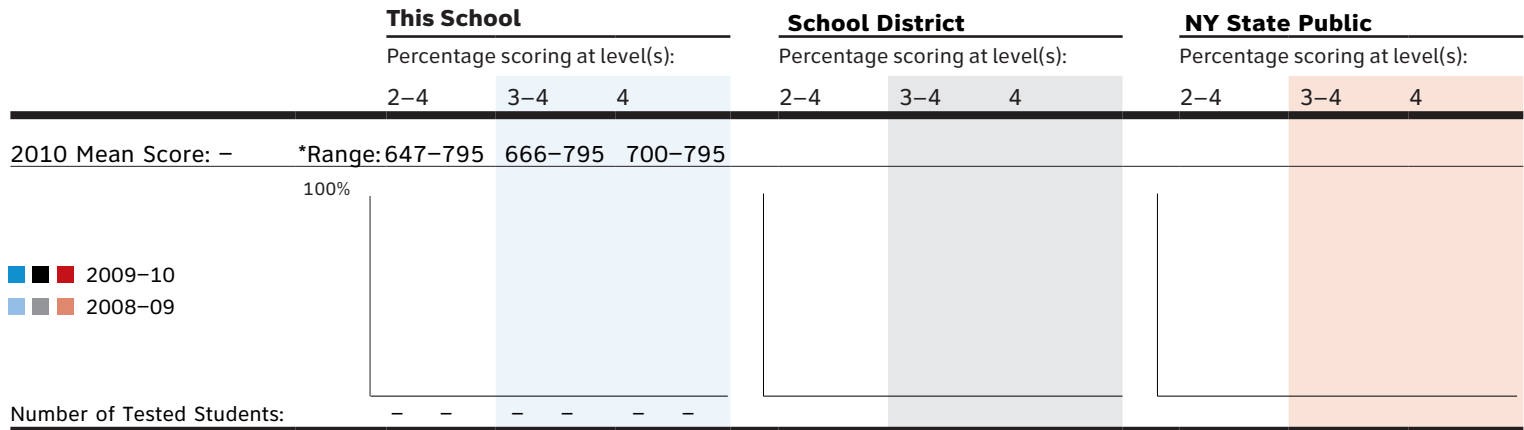 This School School District NY State Public
Percentage scoring at level(s): Percentage scoring at level(s): Percentage scoring at level(s):
2–4 3–4 4 2–4 3–4 4 2–4 3–4 4
2010 Mean Score: – *Range: 647–795 666–795 700–795
100%
2009–10
2008–09
Number of Tested Students: – – – – – –